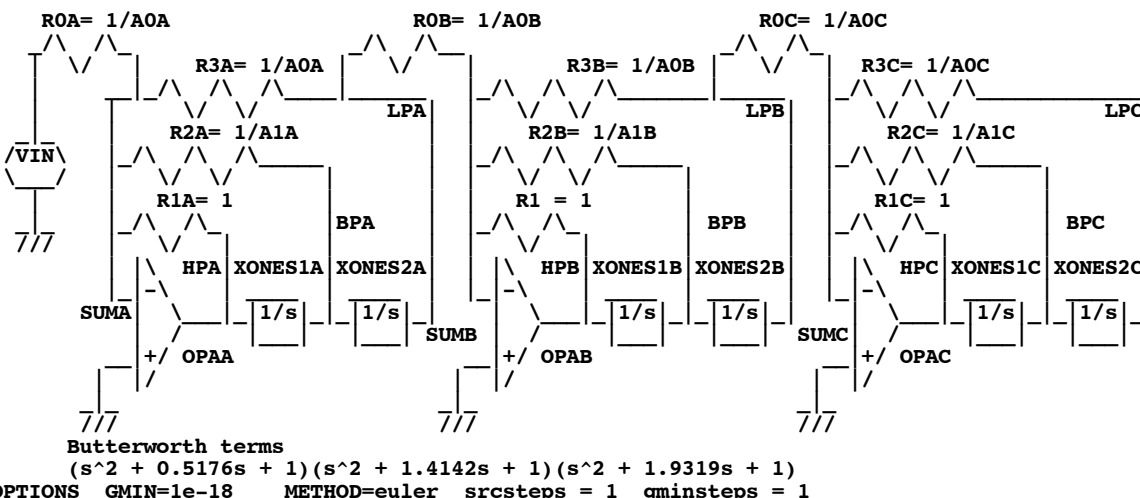 R0A= 1/A0A R0B= 1/A0B R0C= 1/A0C
R3A= 1/A0A R3B= 1/A0B R3C= 1/A0C
LPA LPB LPC
R2A= 1/A1A R2B= 1/A1B R2C= 1/A1C
VIN
R1A= 1 R1 = 1 R1C= 1
BPA BPB BPC
HPA XONES1A XONES2A HPB XONES1B XONES2B HPC XONES1C XONES2C
SUMA 1/s 1/s 1/s 1/s 1/s 1/s
SUMB SUMC
OPAA OPAB OPAC
Butterworth terms
(s^2 + 0.5176s + 1)(s^2 + 1.4142s + 1)(s^2 + 1.9319s + 1)
OPTIONS GMIN=1e-18 METHOD=euler srcsteps = 1 gminsteps = 1